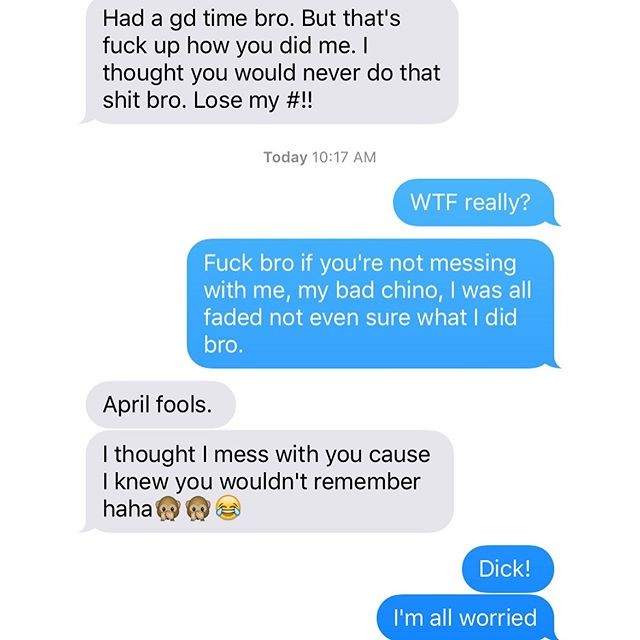 Had a gd time bro. But that's
fuck up how you did me. I
thought you would never do that
shit bro. Lose my #!!
Today 10:17 AM
WTF really?
Fuck bro if you're not messing
with me, my bad chino, I was all
faded not even sure what I did
bro.
April fools.
I thought I mess with you cause
I knew you wouldn't remember
haha🙊🙊😂
Dick!
I'm all worried